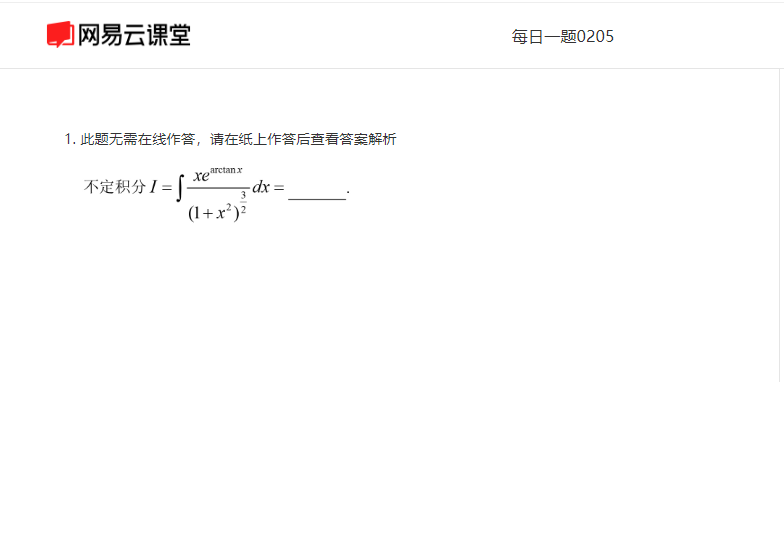 网易云课堂
每日一题0205
1. 此题无需在线作答，请在纸上作答后查看答案解析
不定积分 I = ∫ \frac{xe^{\arctan x}}{(1+x^2)^{\frac{3}{2}}} dx = ______.